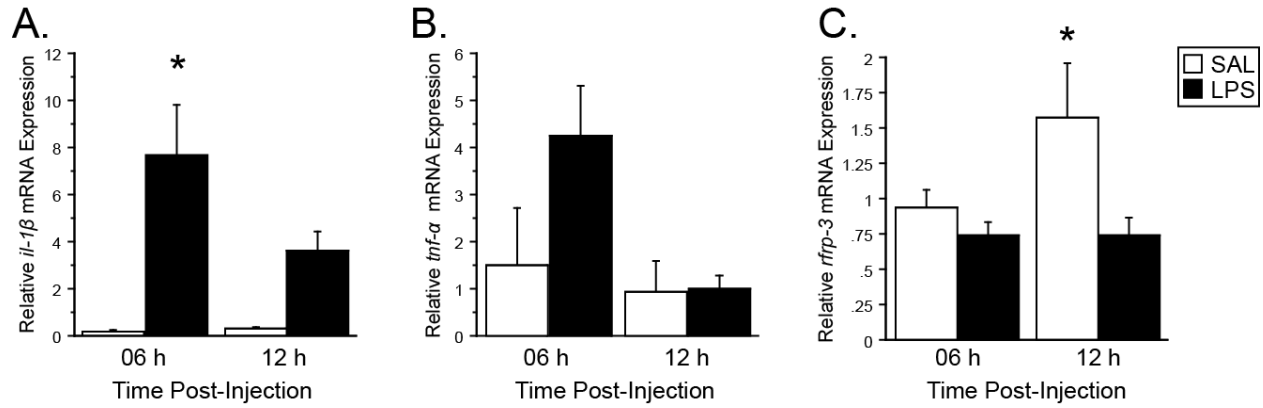 A.
Relative il-1β mRNA Expression
12
10
8
6
4
2
0
*
06 h 12 h
Time Post-Injection
B.
Relative tnf-α mRNA Expression
6
5
4
3
2
1
0
06 h 12 h
Time Post-Injection
C.
Relative rfrp-3 mRNA Expression
2
1.75
1.5
1.25
1
.75
.5
.25
0
*
06 h 12 h
Time Post-Injection
SAL
LPS